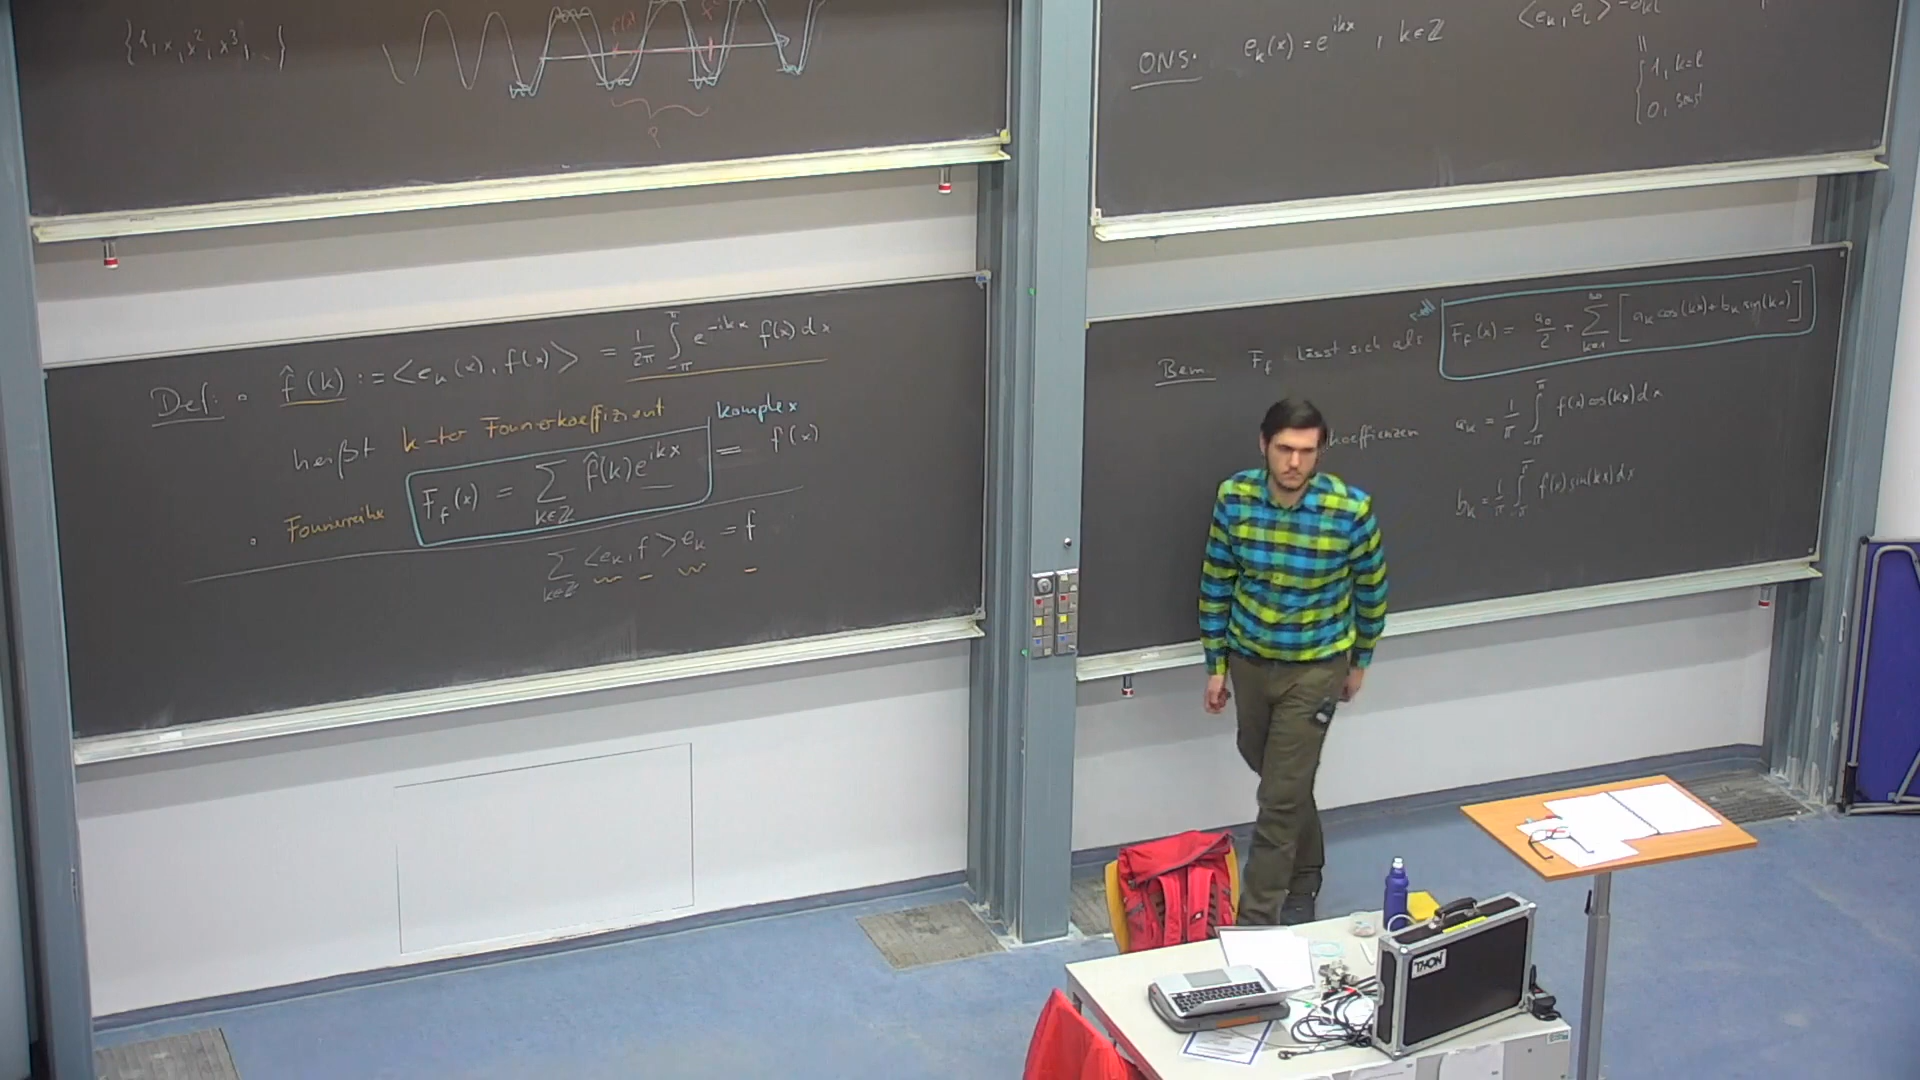 {1, x, x², x³, ...}
f(x)
P
ONS: e_k(x) = e^{ikx} , k∈ℤ
<e_k, e_l> = δ_kl
=
{ 1, k=l
0, sonst
Def: • f̂(k) := <e_k(x), f(x)> = 1/2π ∫_{-π}^{π} e^{-ikx} f(x) dx
heißt k-ter Fourierkoeffizient
komplex
• Fourierreihe F_f(x) = ∑_{k∈ℤ} f̂(k) e^{ikx} = f(x)
∑_{k∈ℤ} <e_k, f> e_k = f
Bem. F_f lässt sich als F_f(x) = a_0/2 + ∑_{k=1}^{∞} [a_k cos(kx) + b_k sin(kx)]
koeffizienten a_k = 1/π ∫_{-π}^{π} f(x) cos(kx) dx
b_k = 1/π ∫_{-π}^{π} f(x) sin(kx) dx
THON